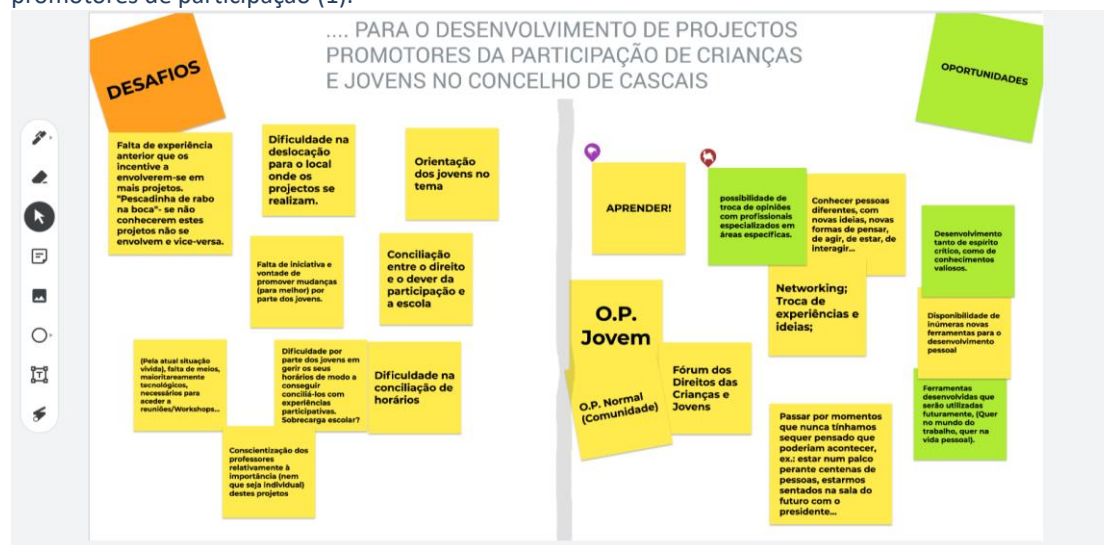 promotores de participação (1).
.... PARA O DESENVOLVIMENTO DE PROJECTOS
PROMOTORES DA PARTICIPAÇÃO DE CRIANÇAS
E JOVENS NO CONCELHO DE CASCAIS
DESAFIOS
Falta de experiência
anterior que os
incentive a
envolverem-se em
mais projetos.
"Pescadinha de rabo
na boca"- se não
conhecerem estes
projetos não se
envolvem e vice-versa.
Dificuldade na
deslocação
para o local
onde os
projectos se
realizam.
Orientação
dos jovens no
tema
Falta de iniciativa e
vontade de
promover mudanças
(para melhor) por
parte dos jovens.
Conciliação
entre o direito
e o dever da
participação e
a escola
(Pela atual situação
vivida), falta de meios,
maioritareamente
tecnológicos,
necessários para
aceder a
reuniões/Workshops...
Dificuldade por
parte dos jovens em
gerir os seus
horários de modo a
conseguir
conciliá-los com
experiências
participativas.
Sobrecarga escolar?
Dificuldade na
conciliação de
horários
Conscientização dos
professores
relativamente à
importância (nem
que seja individual)
destes projetos
OPORTUNIDADES
APRENDER!
possibilidade de
troca de opiniões
com profissionais
especializados em
áreas específicas.
Conhecer pessoas
diferentes, com
novas ideias, novas
formas de pensar,
de agir, de estar, de
interagir...
Desenvolvimento
tanto de espírito
crítico, como de
conhecimentos
valiosos.
Networking;
Troca de
experiências e
ideias;
O.P.
Jovem
O.P. Normal
(Comunidade)
Fórum dos
Direitos das
Crianças e
Jovens
Disponibilidade de
inúmeras novas
ferramentas para o
desenvolvimento
pessoal
Ferramentas
desenvolvidas que
serão utilizadas
futuramente, (Quer
no mundo do
trabalho, quer na
vida pessoal).
Passar por momentos
que nunca tínhamos
sequer pensado que
poderiam acontecer,
ex.: estar num palco
perante centenas de
pessoas, estarmos
sentados na sala do
futuro com o
presidente...